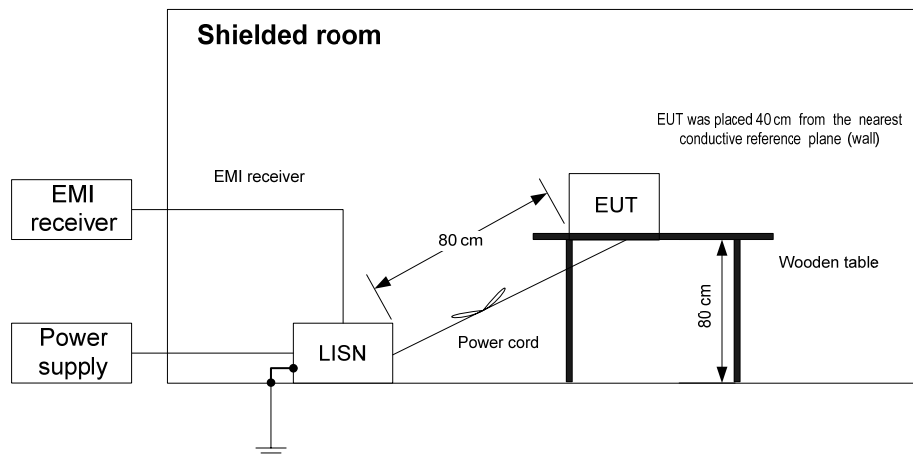 Shielded room
EUT was placed 40 cm from the nearest
conductive reference plane (wall)
EMI receiver
EMI
receiver
EUT
80 cm
Wooden table
80 cm
Power
supply
LISN
Power cord